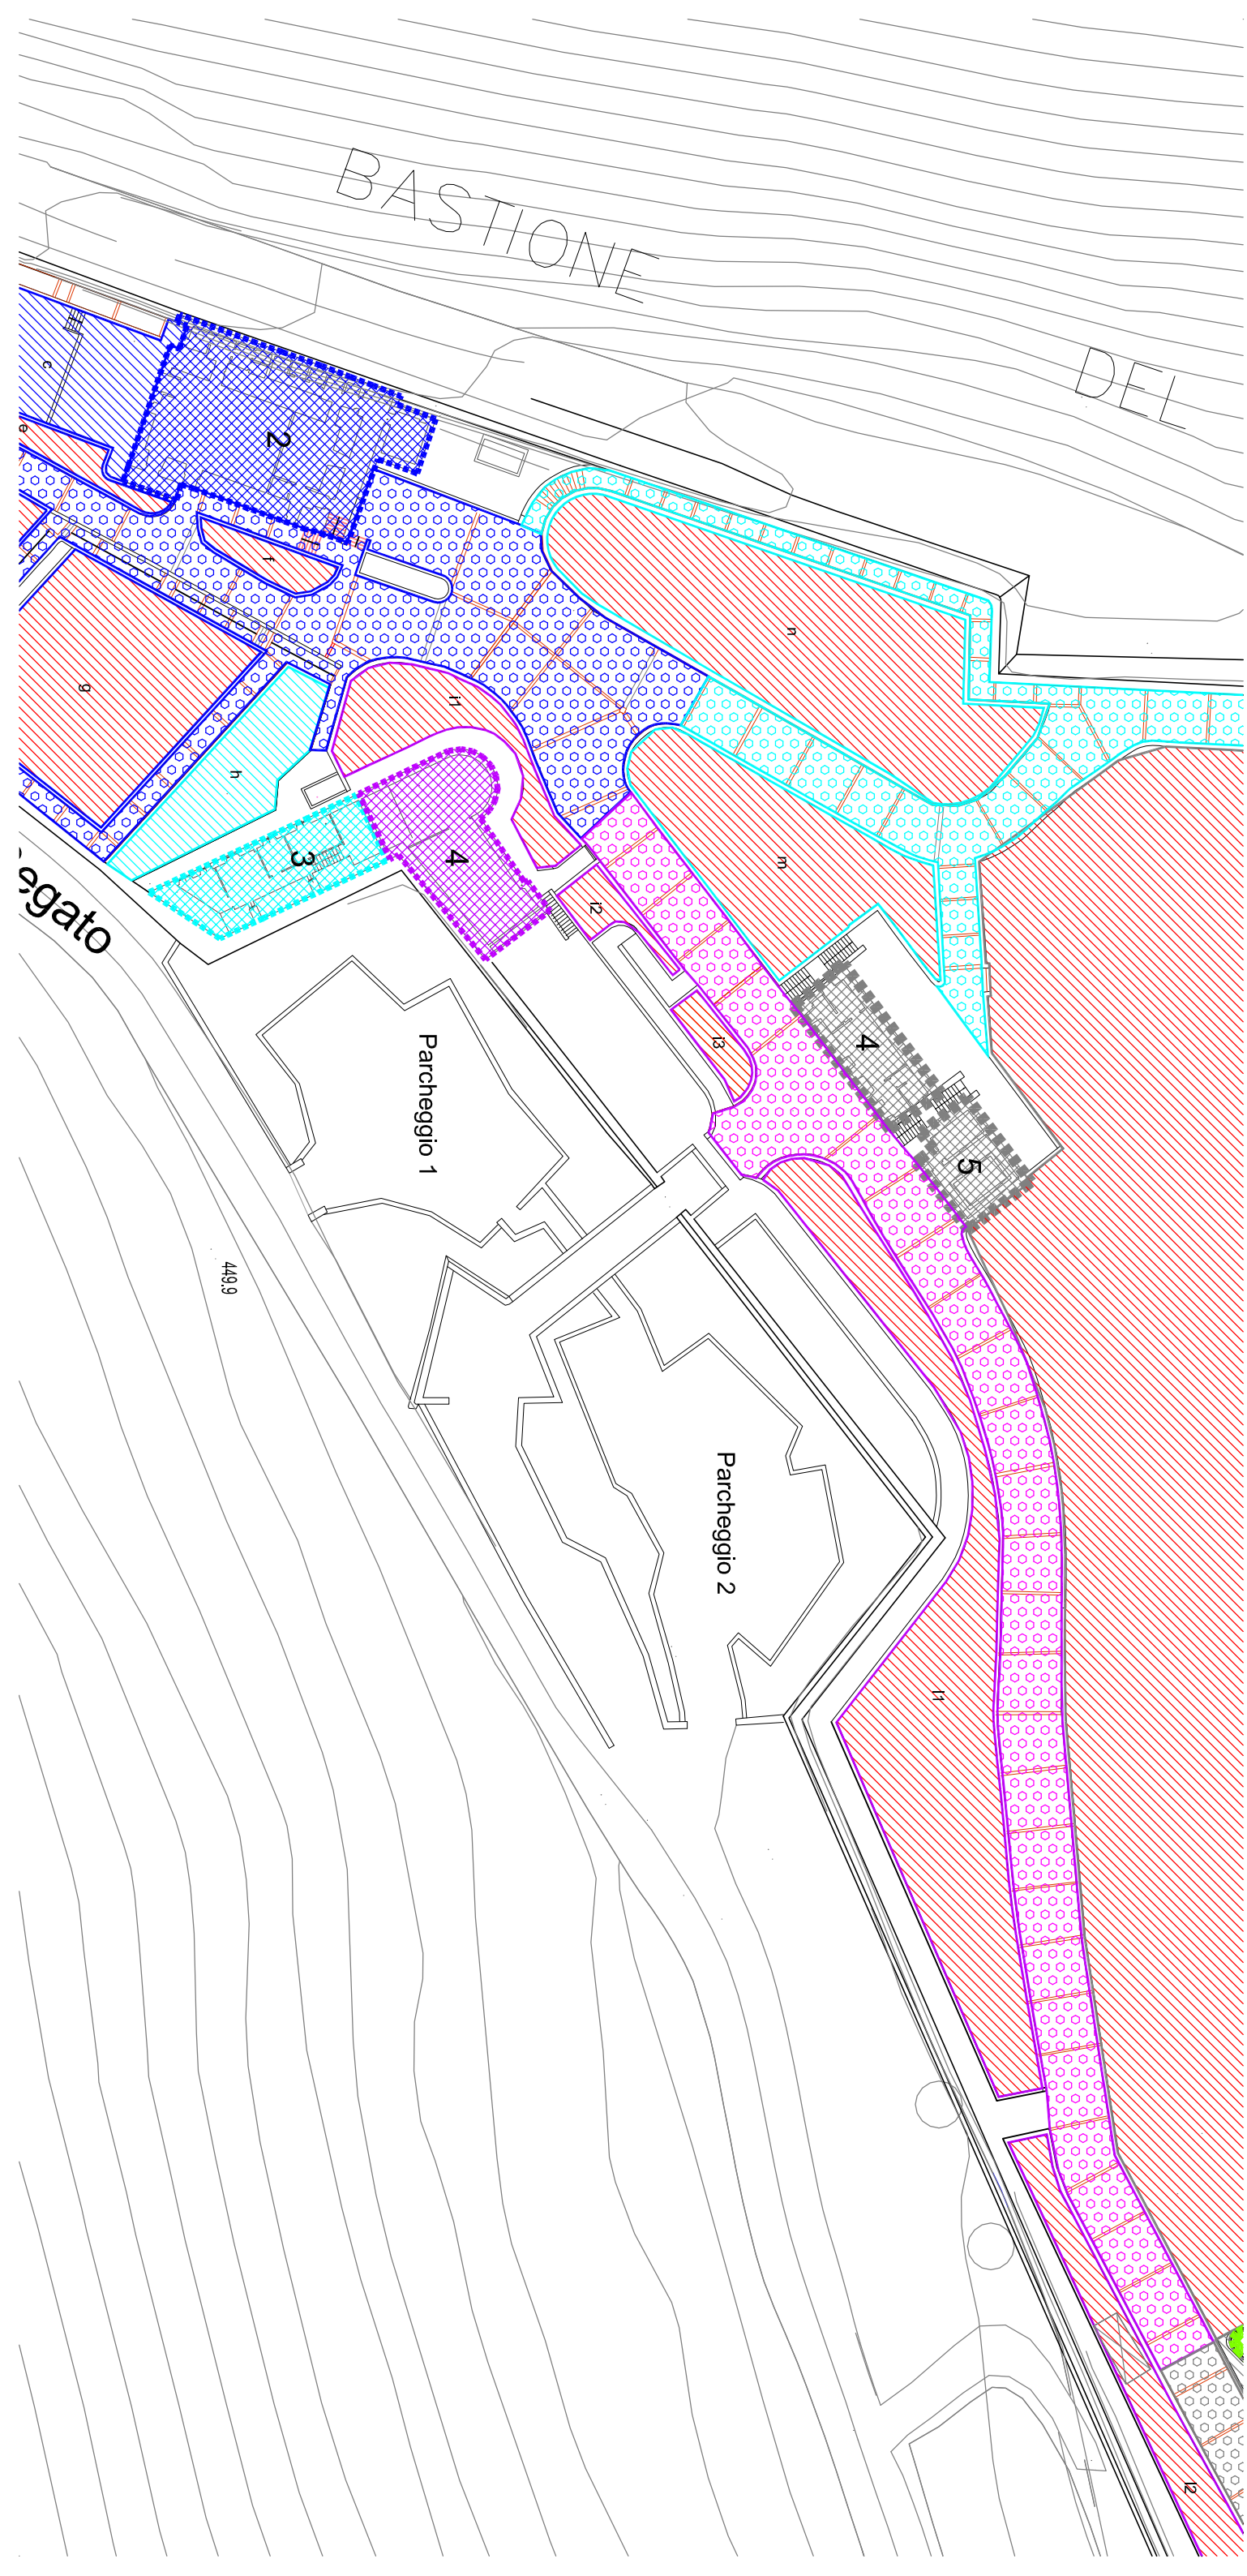 BASTIONE
DEL
c
2
e
f
n
g
i1
h
3
4
m
i2
egato
4
i3
Parcheggio 1
5
449.9
Parcheggio 2
l1
l2